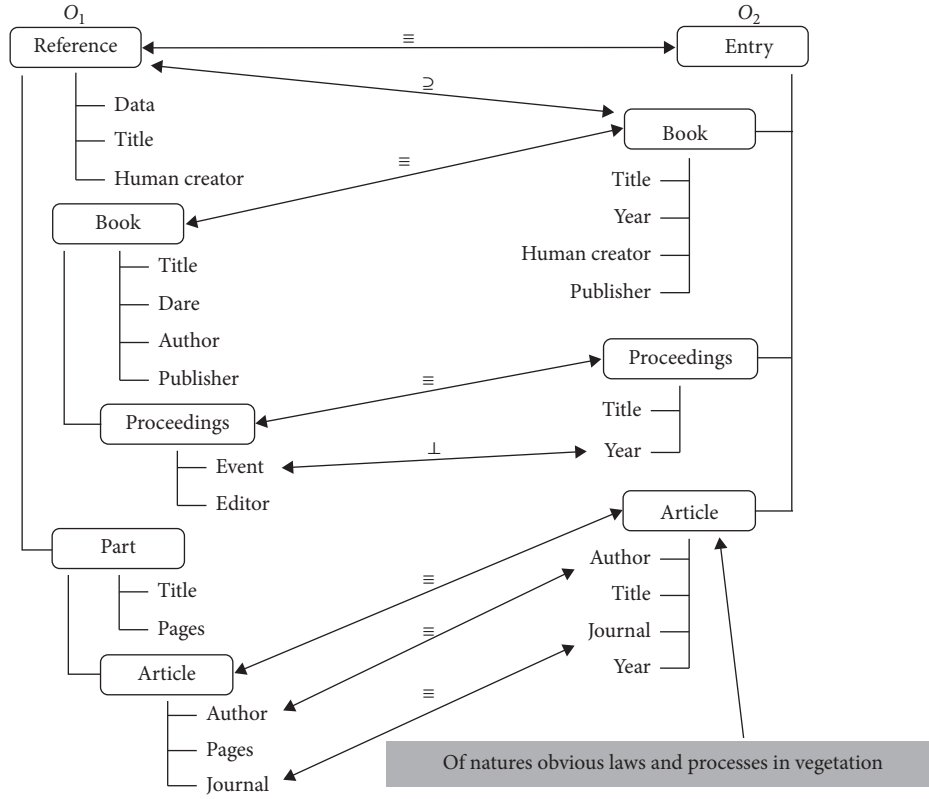 O1
O2
Reference
≡
Entry
⊇
Data
Title
Human creator
Book
≡
Title
Year
Human creator
Publisher
Book
Title
Dare
Author
Publisher
Proceedings
≡
Title
Year
Proceedings
⊥
Event
Editor
Article
Author
Title
Journal
Year
Part
Title
Pages
≡
≡
≡
Article
Author
Pages
Journal
Of natures obvious laws and processes in vegetation